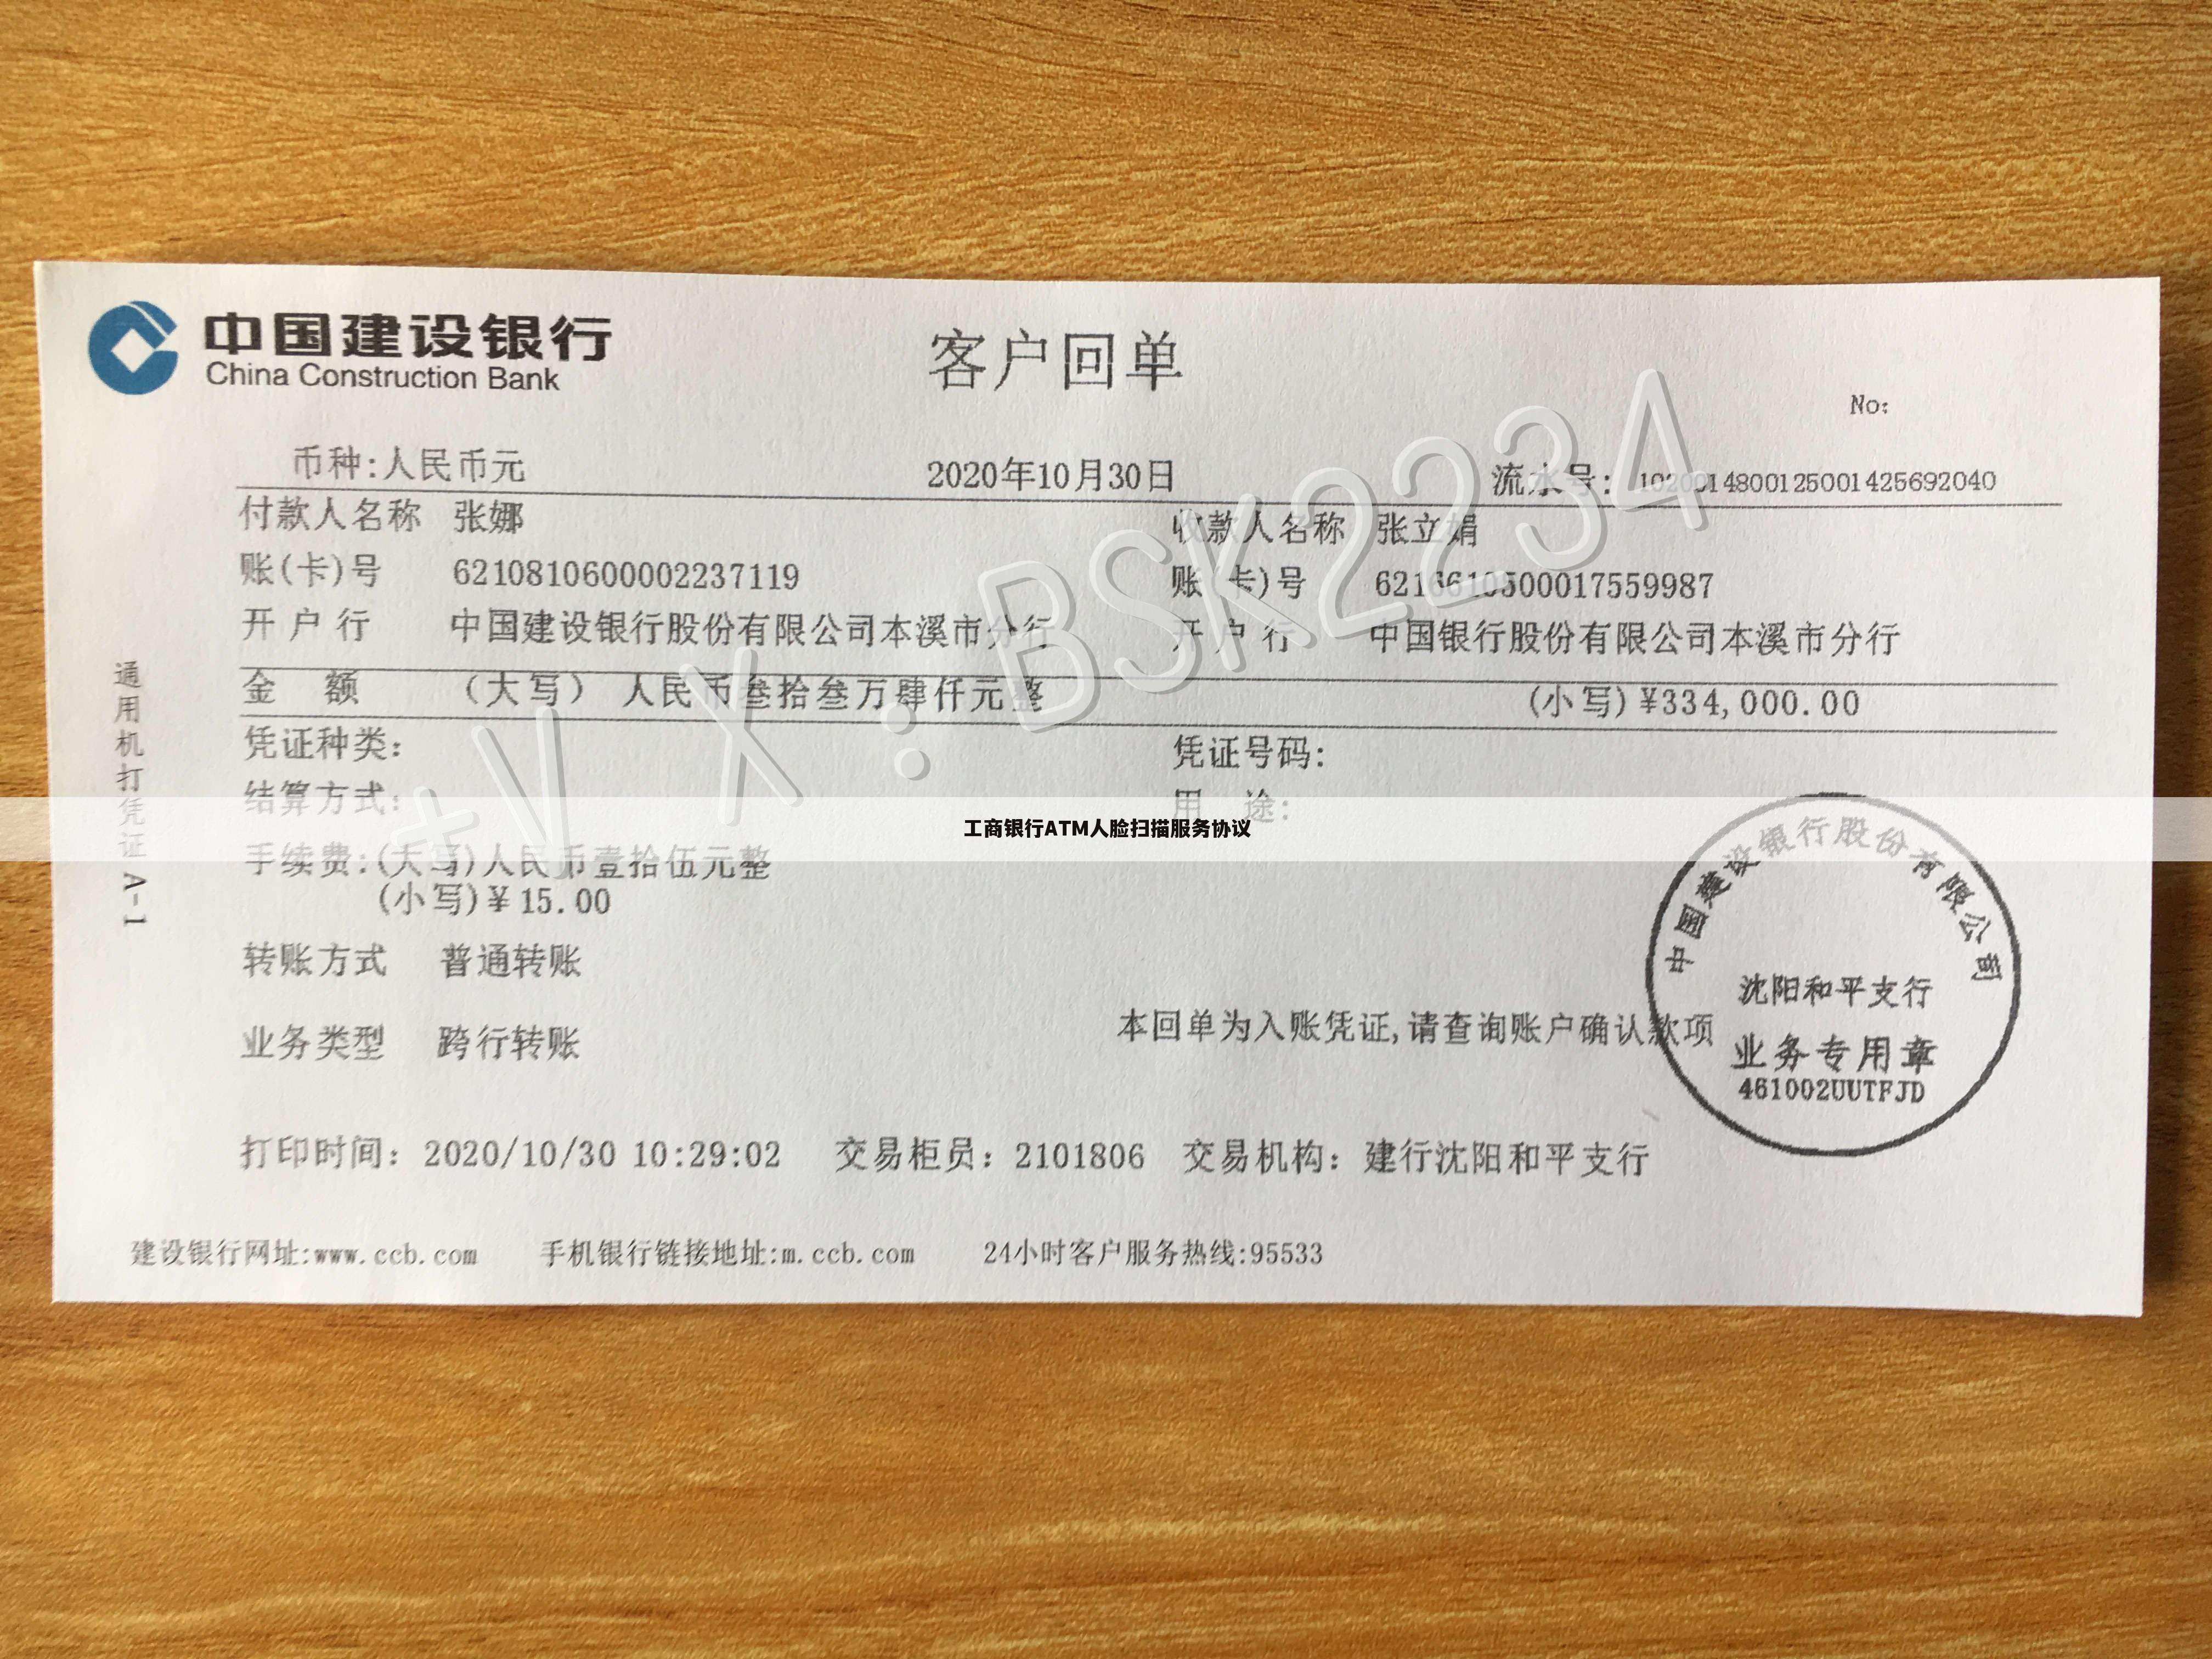 中国建设银行
China Construction Bank
客户回单
No:
币种:人民币元 2020年10月30日 流水号: 1020014800125001425692040
付款人名称 张娜 收款人名称 张立娟
账(卡)号 6210810600002237119 账(卡)号 6216610500017559987
开户行 中国建设银行股份有限公司本溪市分行 开户行 中国银行股份有限公司本溪市分行
金 额 (大写) 人民币叁拾叁万肆仟元整 (小写)¥334,000.00
凭证种类: 凭证号码:
结算方式: 用 途:
工商银行ATM人脸扫描服务协议
手续费:(大写)人民币壹拾伍元整
(小写)¥15.00
转账方式 普通转账
业务类型 跨行转账
本回单为入账凭证,请查询账户确认款项
中国建设银行股份有限公司
沈阳和平支行
业务专用章
461002UUTFJD
打印时间: 2020/10/30 10:29:02 交易柜员: 2101806 交易机构: 建行沈阳和平支行
建设银行网址:www.ccb.com 手机银行链接地址:m.ccb.com 24小时客户服务热线:95533
通用机打凭证 A-1
+V X:BSK2234